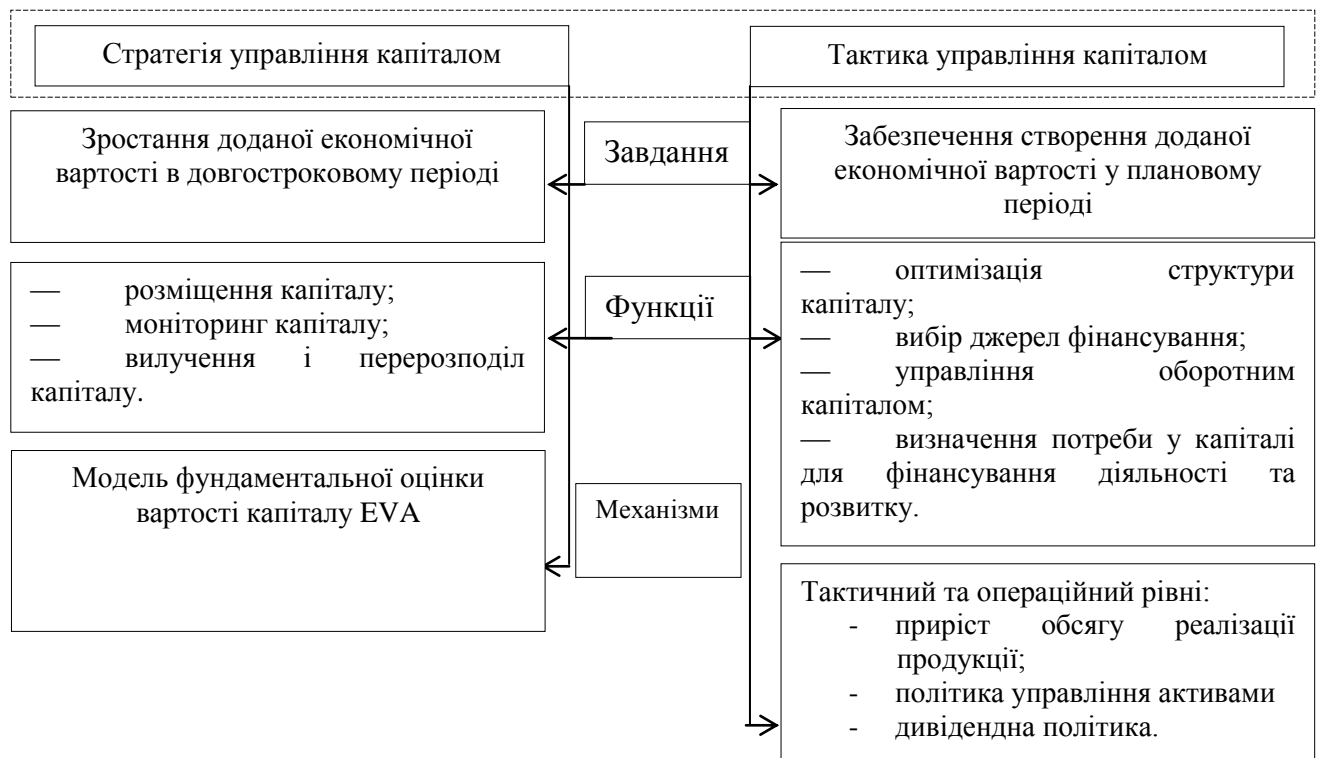 Стратегія управління капіталом
Тактика управління капіталом
Зростання доданої економічної
вартості в довгостроковому періоді
Завдання
Забезпечення створення доданої
економічної вартості у плановому
періоді
— розміщення капіталу;
— моніторинг капіталу;
— вилучення і перерозподіл
капіталу.
Функції
— оптимізація структури
капіталу;
— вибір джерел фінансування;
— управління оборотним
капіталом;
— визначення потреби у капіталі
для фінансування діяльності та
розвитку.
Модель фундаментальної оцінки
вартості капіталу EVA
Механізми
Тактичний та операційний рівні:
- приріст обсягу реалізації
продукції;
- політика управління активами
- дивідендна політика.